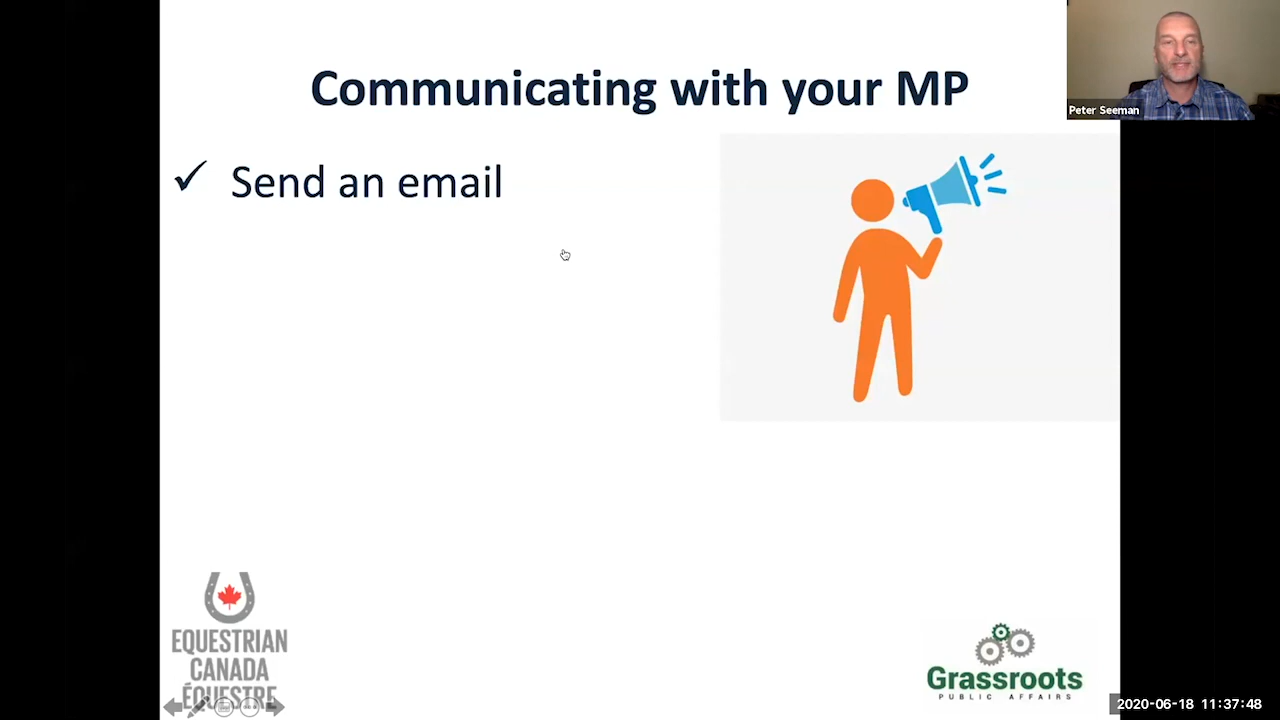 Communicating with your MP
Peter Seeman
✓ Send an email
EQUESTRIAN
CANADA
ÉQUESTRE
Grassroots
PUBLIC AFFAIRS
2020-06-18 11:37:48